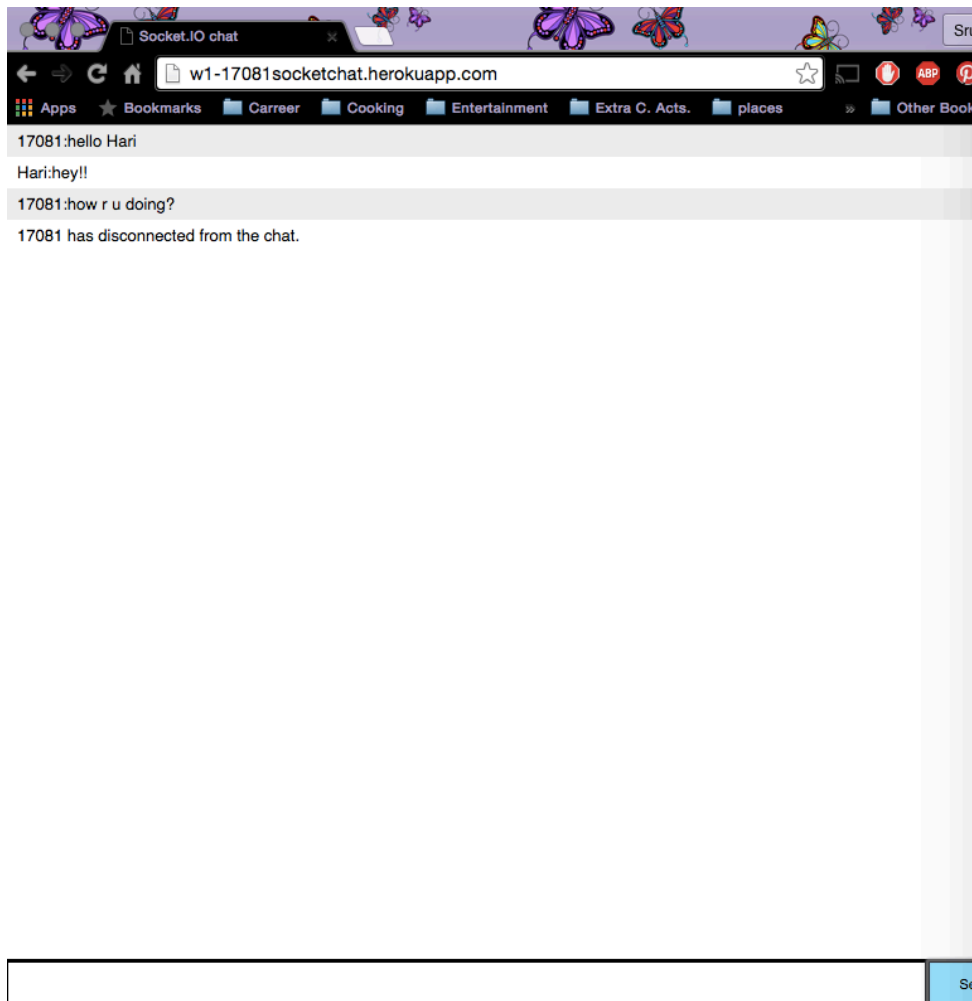 Socket.IO chat
w1-17081socketchat.herokuapp.com
ABP
Apps Bookmarks Carreer Cooking Entertainment Extra C. Acts. places » Other Book
17081:hello Hari
Hari:hey!!
17081:how r u doing?
17081 has disconnected from the chat.